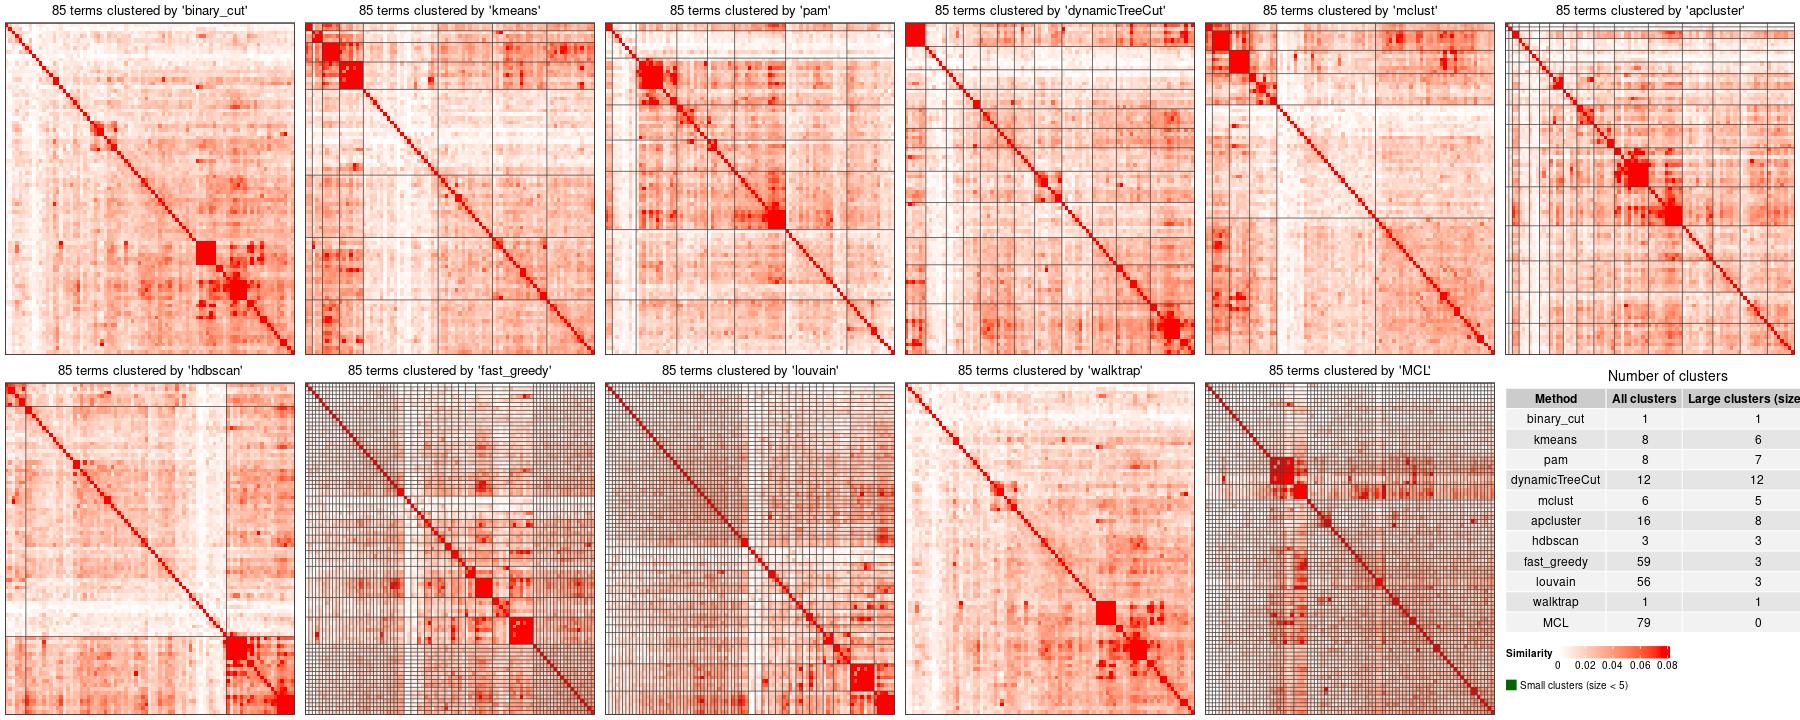 85 terms clustered by 'binary_cut'
85 terms clustered by 'kmeans'
85 terms clustered by 'pam'
85 terms clustered by 'dynamicTreeCut'
85 terms clustered by 'mclust'
85 terms clustered by 'apcluster'
85 terms clustered by 'hdbscan'
85 terms clustered by 'fast_greedy'
85 terms clustered by 'louvain'
85 terms clustered by 'walktrap'
85 terms clustered by 'MCL'
Number of clusters
Method All clusters Large clusters (size
binary_cut 1 1
kmeans 8 6
pam 8 7
dynamicTreeCut 12 12
mclust 6 5
apcluster 16 8
hdbscan 3 3
fast_greedy 59 3
louvain 56 3
walktrap 1 1
MCL 79 0
Similarity
0 0.02 0.04 0.06 0.08
Small clusters (size < 5)